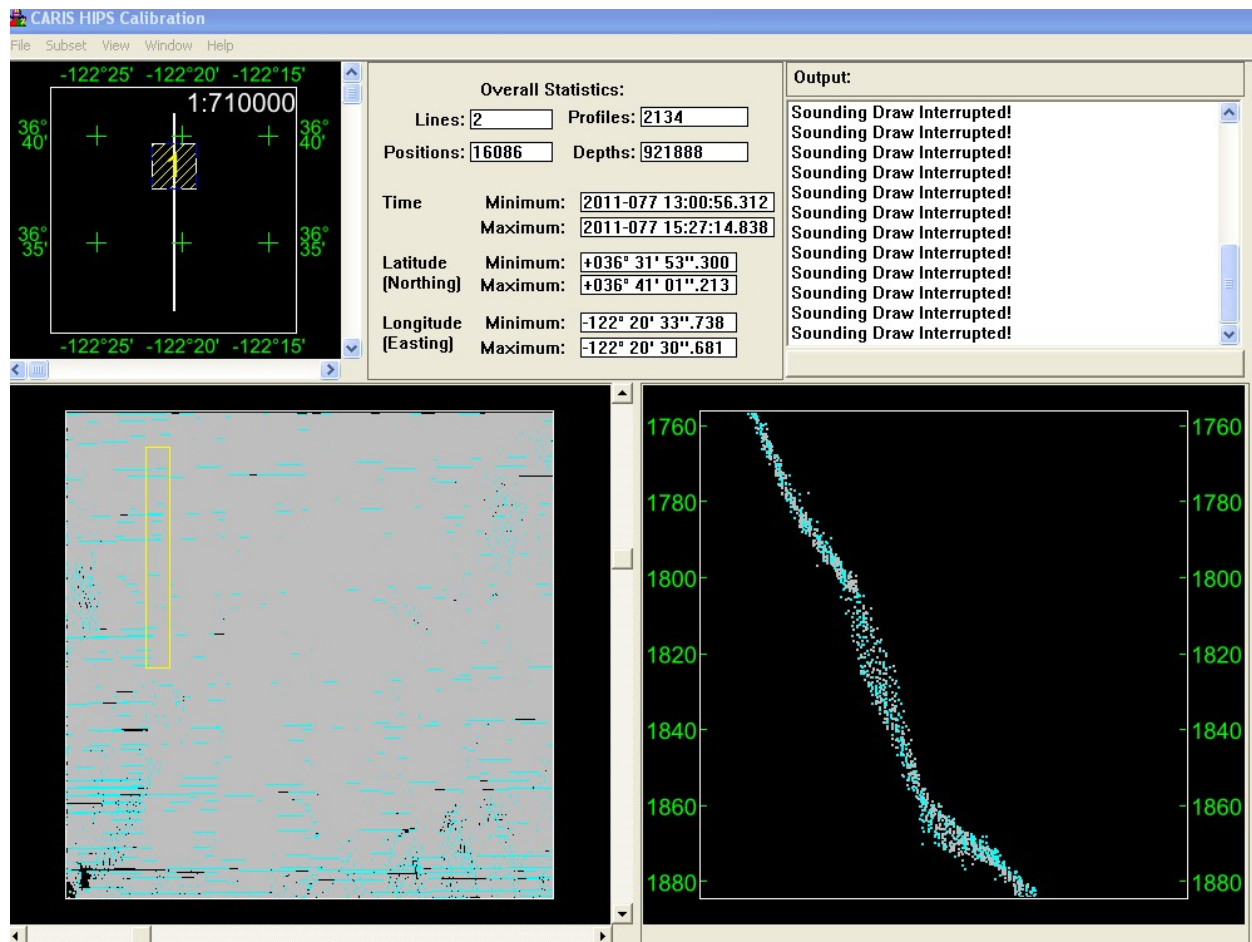 CARIS HIPS Calibration
File Subset View Window Help
-122°25' -122°20' -122°15'
1:710000
36° 40' 36° 40'
36° 35' 36° 35'
-122°25' -122°20' -122°15'
Overall Statistics:
Lines: 2 Profiles: 2134
Positions: 16086 Depths: 921888
Time Minimum: 2011-077 13:00:56.312
Maximum: 2011-077 15:27:14.838
Latitude Minimum: +036° 31' 53".300
(Northing) Maximum: +036° 41' 01".213
Longitude Minimum: -122° 20' 33".738
(Easting) Maximum: -122° 20' 30".681
Output:
Sounding Draw Interrupted!
Sounding Draw Interrupted!
Sounding Draw Interrupted!
Sounding Draw Interrupted!
Sounding Draw Interrupted!
Sounding Draw Interrupted!
Sounding Draw Interrupted!
Sounding Draw Interrupted!
Sounding Draw Interrupted!
Sounding Draw Interrupted!
Sounding Draw Interrupted!
Sounding Draw Interrupted!
1760 1760
1780 1780
1800 1800
1820 1820
1840 1840
1860 1860
1880 1880